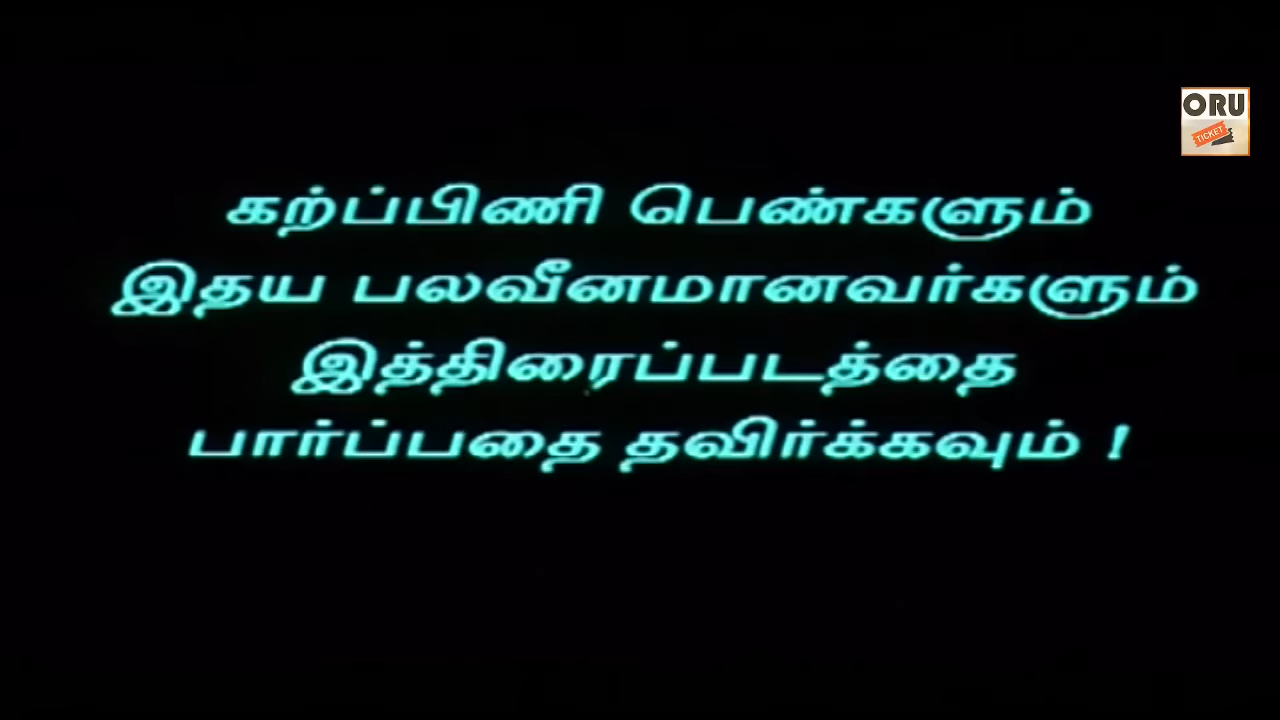 ORU
TICKET
கற்ப்பிணி பெண்களும்
இதய பலவீனமானவர்களும்
இத்திரைப்படத்தை
பார்ப்பதை தவிர்க்கவும் !